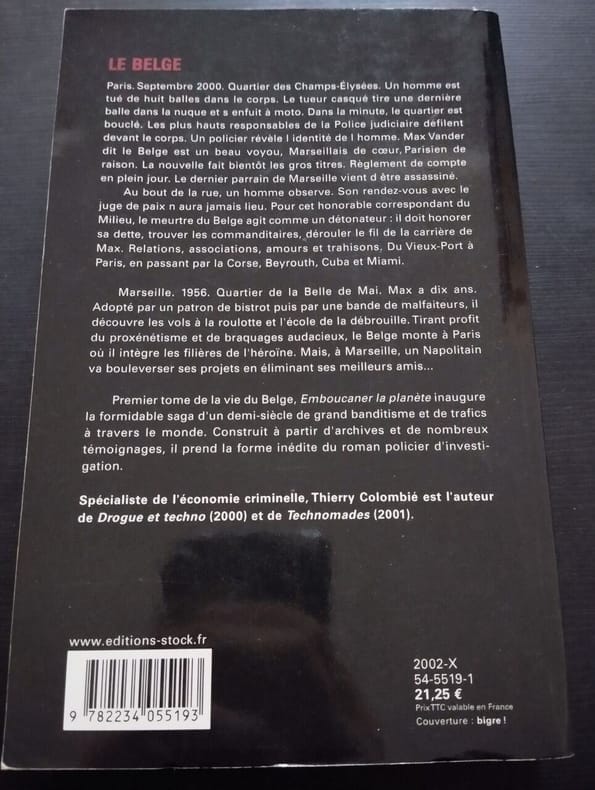 LE BELGE
Paris. Septembre 2000. Quartier des Champs-Élysées. Un homme est
tué de huit balles dans le corps. Le tueur casqué tire une dernière
balle dans la nuque et s enfuit à moto. Dans la minute, le quartier est
bouclé. Les plus hauts responsables de la Police judiciaire défilent
devant le corps. Un policier révèle l identité de l homme. Max Vander
dit le Belge est un beau voyou, Marseillais de cœur, Parisien de
raison. La nouvelle fait bientôt les gros titres. Règlement de compte
en plein jour. Le dernier parrain de Marseille vient d être assassiné.
Au bout de la rue, un homme observe. Son rendez-vous avec le
juge de paix n aura jamais lieu. Pour cet honorable correspondant du
Milieu, le meurtre du Belge agit comme un détonateur : il doit honorer
sa dette, trouver les commanditaires, dérouler le fil de la carrière de
Max. Relations, associations, amours et trahisons. Du Vieux-Port à
Paris, en passant par la Corse, Beyrouth, Cuba et Miami.
Marseille. 1956. Quartier de la Belle de Mai. Max a dix ans.
Adopté par un patron de bistrot puis par une bande de malfaiteurs, il
découvre les vols à la roulotte et l'école de la débrouille. Tirant profit
du proxénétisme et de braquages audacieux, le Belge monte à Paris
où il intègre les filières de l'héroïne. Mais, à Marseille, un Napolitain
va bouleverser ses projets en éliminant ses meilleurs amis...
Premier tome de la vie du Belge, Emboucaner la planète inaugure
la formidable saga d'un demi-siècle de grand banditisme et de trafics
à travers le monde. Construit à partir d'archives et de nombreux
témoignages, il prend la forme inédite du roman policier d'investi-
gation.
Spécialiste de l'économie criminelle, Thierry Colombié est l'auteur
de Drogue et techno (2000) et de Technomades (2001).
www.editions-stock.fr
9 782234 055193
2002-X
54-5519-1
21,25 €
Prix TTC valable en France
Couverture : bigre !